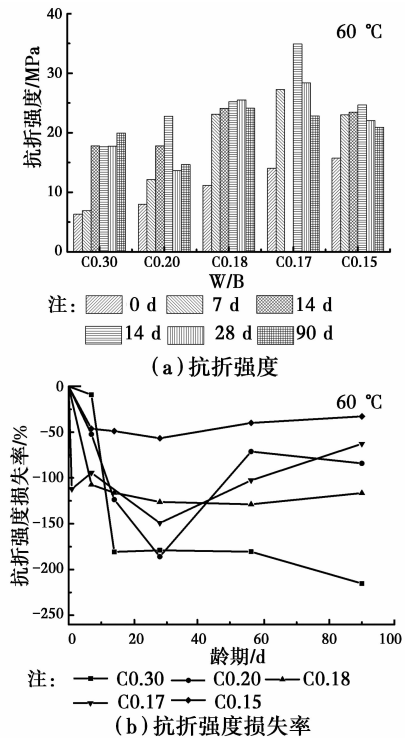 60 ℃
抗折强度/MPa
40
30
20
10
0
C0.30 C0.20 C0.18 C0.17 C0.15
W/B
注: 0 d 7 d 14 d
14 d 28 d 90 d
(a)抗折强度
60 ℃
抗折强度损失率/%
0
-50
-100
-150
-200
-250
0 20 40 60 80 100
龄期/d
注: C0.30 C0.20 C0.18
C0.17 C0.15
(b)抗折强度损失率